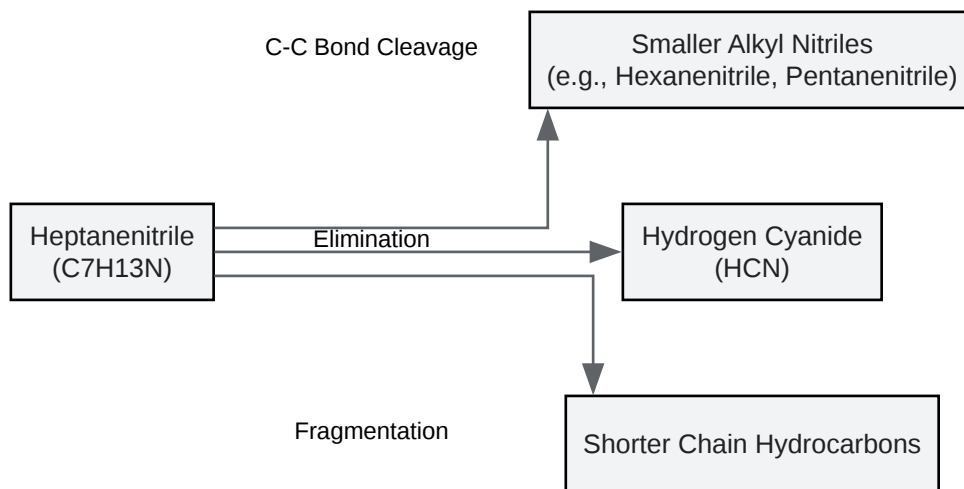 C-C Bond Cleavage
Smaller Alkyl Nitriles
(e.g., Hexanenitrile, Pentanenitrile)
Heptanenitrile
(C7H13N)
Elimination
Hydrogen Cyanide
(HCN)
Fragmentation
Shorter Chain Hydrocarbons